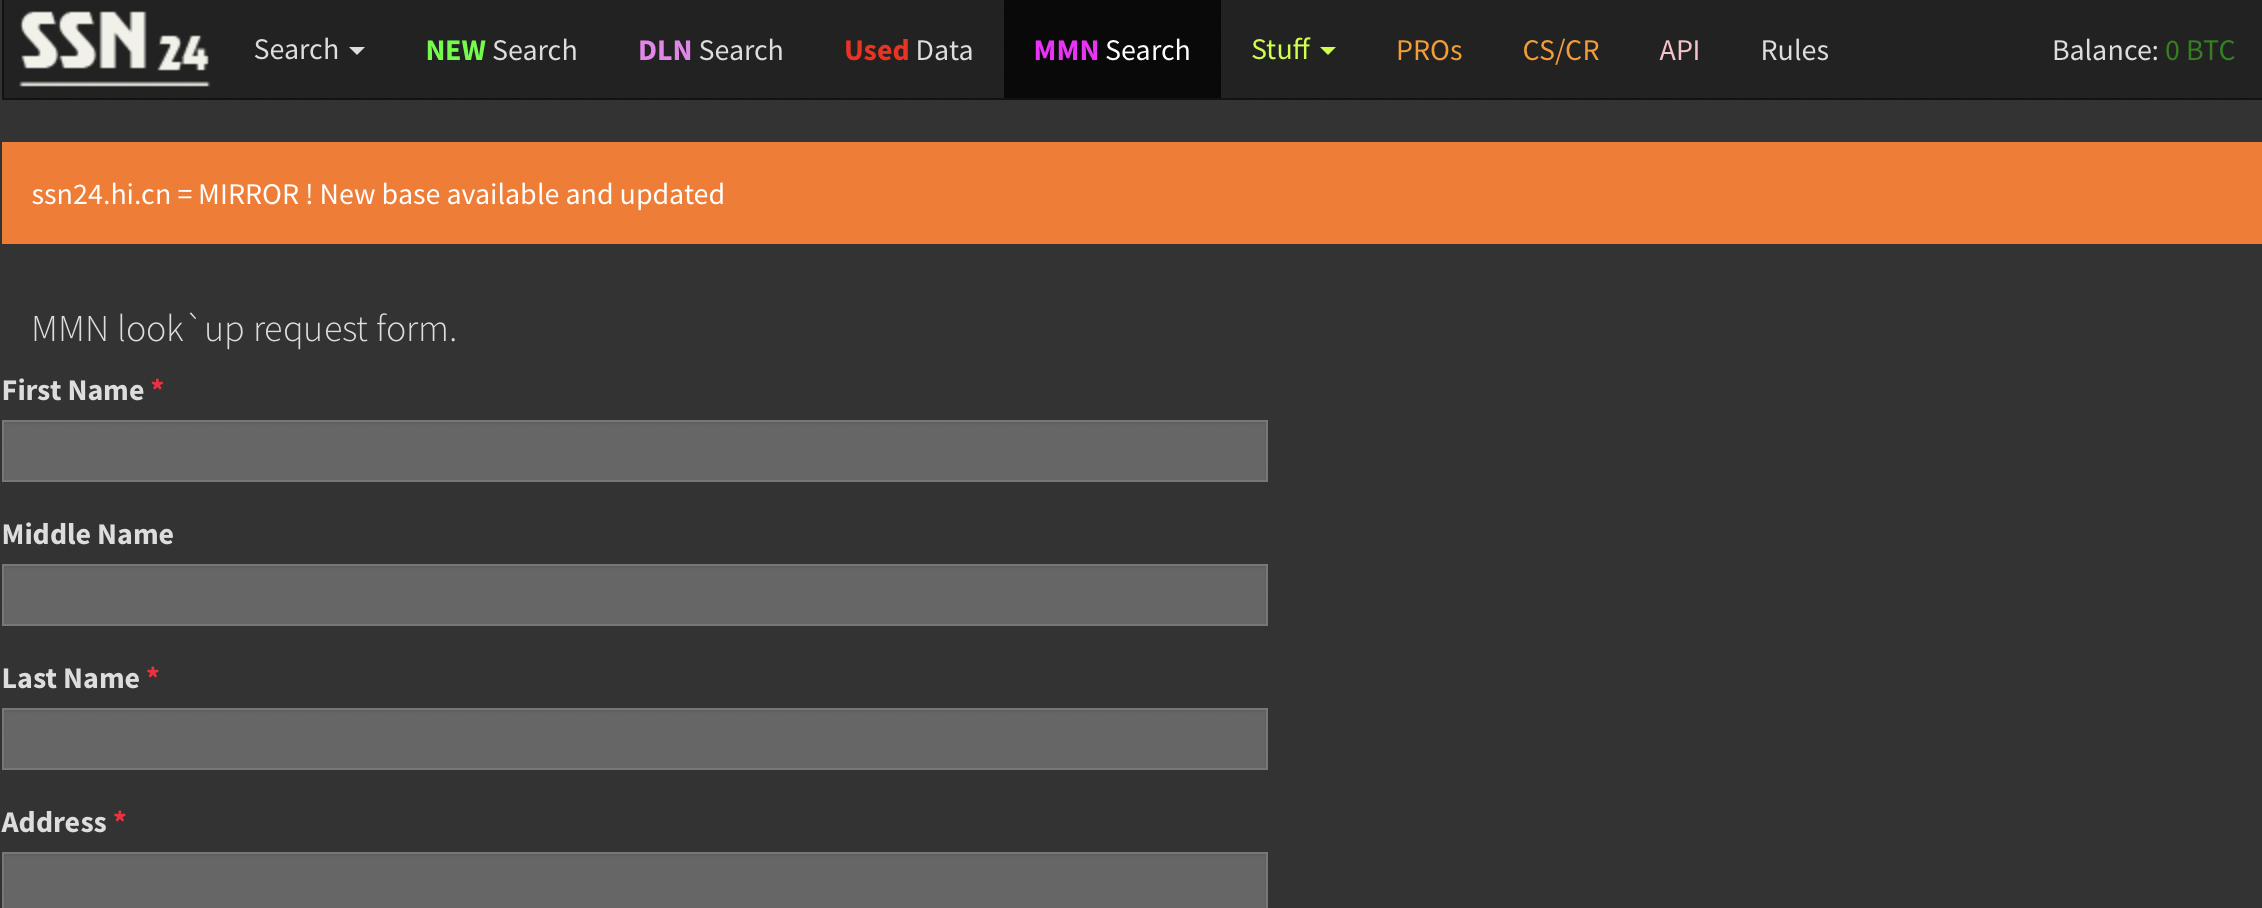 SSN 24 Search NEW Search DLN Search Used Data MMN Search Stuff PROs CS/CR API Rules Balance: 0 BTC
ssn24.hi.cn = MIRROR ! New base available and updated
MMN look`up request form.
First Name *
Middle Name
Last Name *
Address *